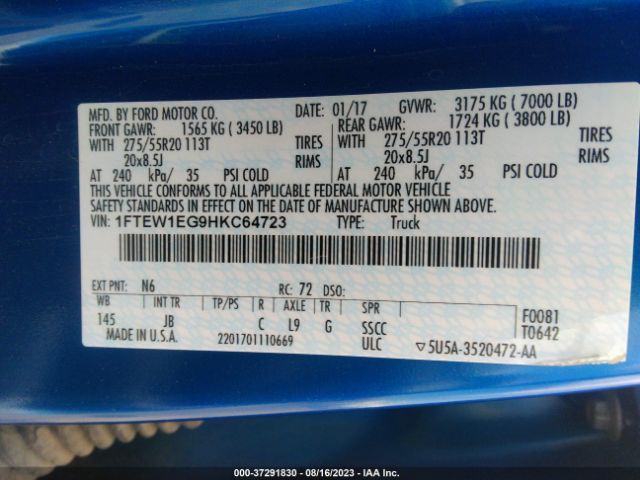 MFD. BY FORD MOTOR CO. DATE: 01/17 GVWR: 3175 KG ( 7000 LB)
FRONT GAWR: 1565 KG ( 3450 LB) REAR GAWR: 1724 KG ( 3800 LB)
WITH 275/55R20 113T TIRES WITH 275/55R20 113T TIRES
20x8.5J RIMS 20x8.5J RIMS
AT 240 kPa/ 35 PSI COLD AT 240 kPa/ 35 PSI COLD
THIS VEHICLE CONFORMS TO ALL APPLICABLE FEDERAL MOTOR VEHICLE
SAFETY STANDARDS IN EFFECT ON THE DATE OF MANUFACTURE SHOWN ABOVE.
VIN: 1FTEW1EG9HKC64723 TYPE: Truck
EXT PNT: N6 RC: 72 DSO:
WB INT TR TP/PS R AXLE TR SPR F0081
145 JB C L9 G SSCC T0642
MADE IN U.S.A. 2201701110669 ULC ▽5U5A-3520472-AA
000-37291830 - 08/16/2023 - IAA Inc.